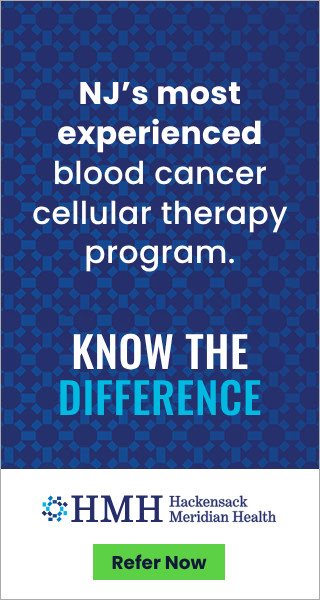 NJ’s most
experienced
blood cancer
cellular therapy
program.
KNOW THE
DIFFERENCE
HMH Hackensack
Meridian Health
Refer Now